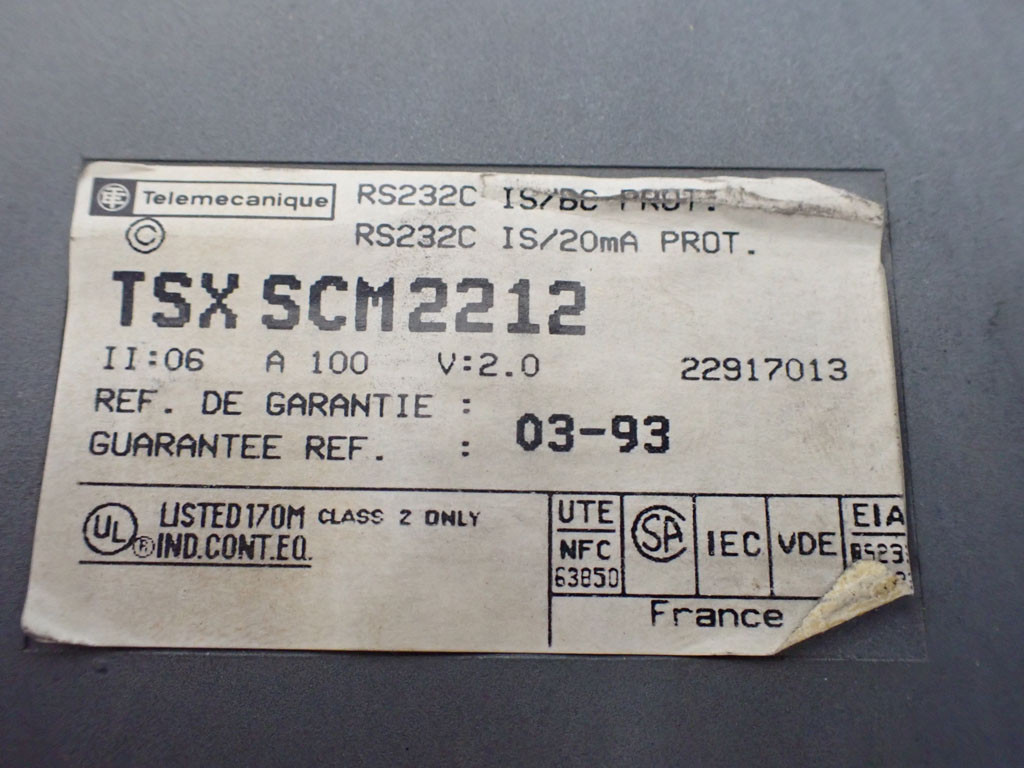 Telemecanique RS232C IS/BC PROT.
© RS232C IS/20mA PROT.
TSX SCM2212
II:06 A 100 V:2.0 22917013
REF. DE GARANTIE :
GUARANTEE REF. : 03-93
UL ® LISTED 170M CLASS 2 ONLY
IND.CONT.EQ.
UTE
NFC
63850
SA
IEC
VDE
EIA
France